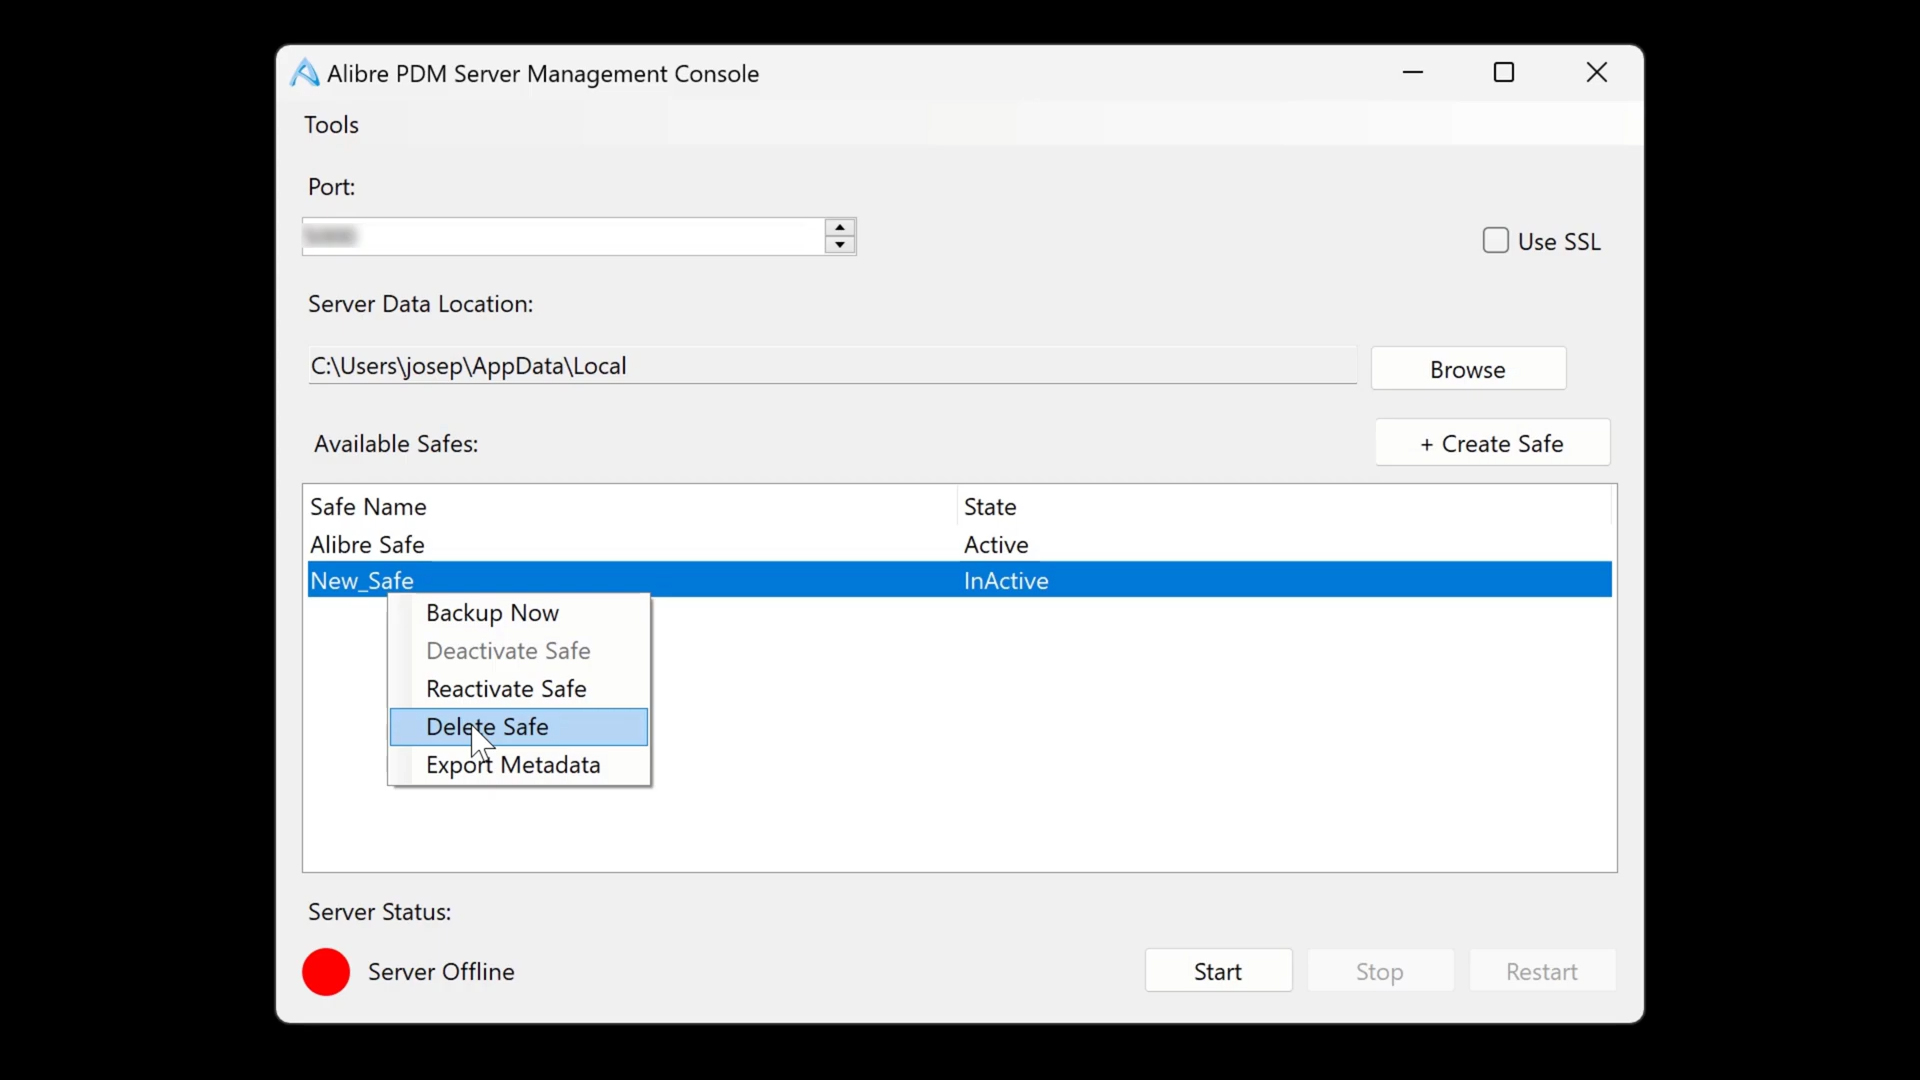 Alibre PDM Server Management Console
Tools
Port:
Use SSL
Server Data Location:
C:\Users\josep\AppData\Local
Browse
Available Safes:
+ Create Safe
Safe Name State
Alibre Safe Active
New_Safe InActive
Backup Now
Deactivate Safe
Reactivate Safe
Delete Safe
Export Metadata
Server Status:
Server Offline
Start Stop Restart